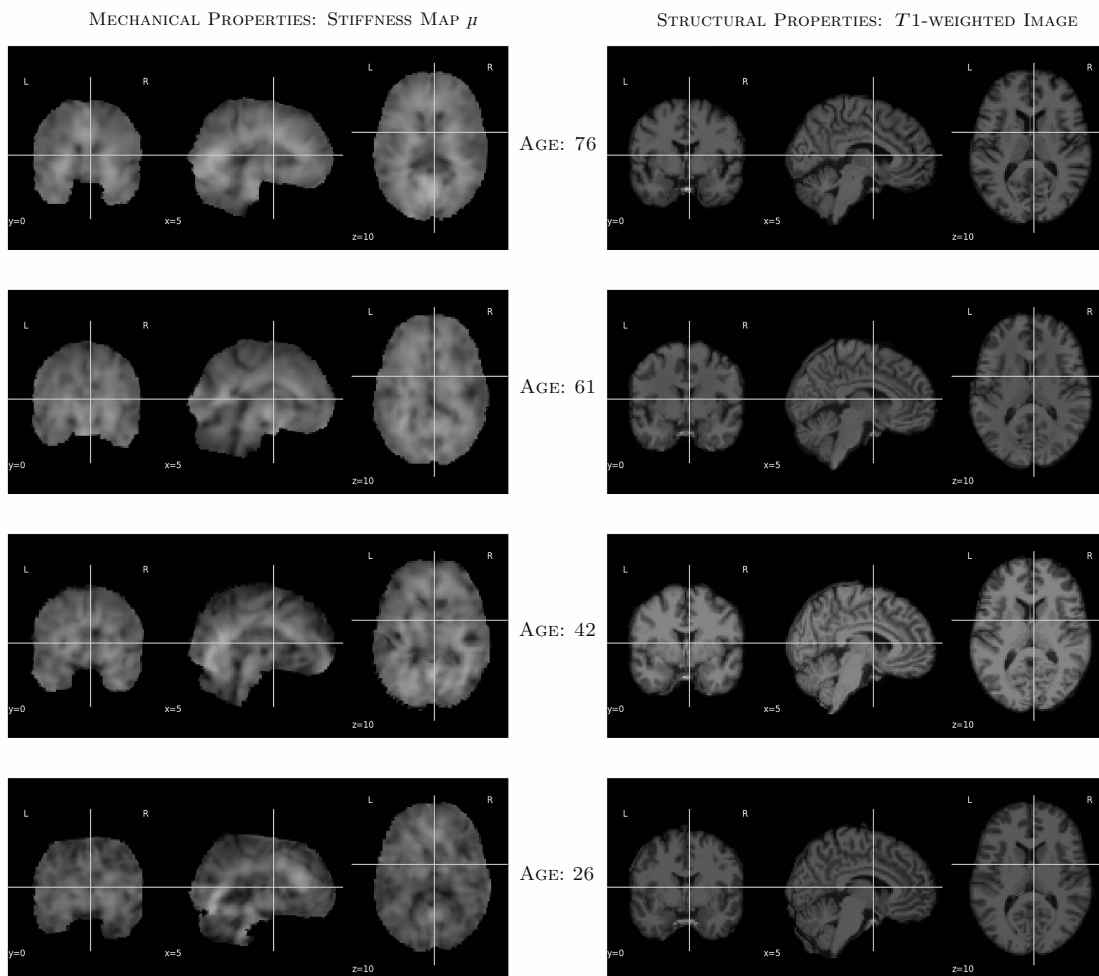 MECHANICAL PROPERTIES: STIFFNESS MAP μ
STRUCTURAL PROPERTIES: T1-WEIGHTED IMAGE
L R L R
y=0 x=5 z=10
AGE: 76
L R L R
y=0 x=5 z=10
L R L R
y=0 x=5 z=10
AGE: 61
L R L R
y=0 x=5 z=10
L R L R
y=0 x=5 z=10
AGE: 42
L R L R
y=0 x=5 z=10
L R L R
y=0 x=5 z=10
AGE: 26
L R L R
y=0 x=5 z=10